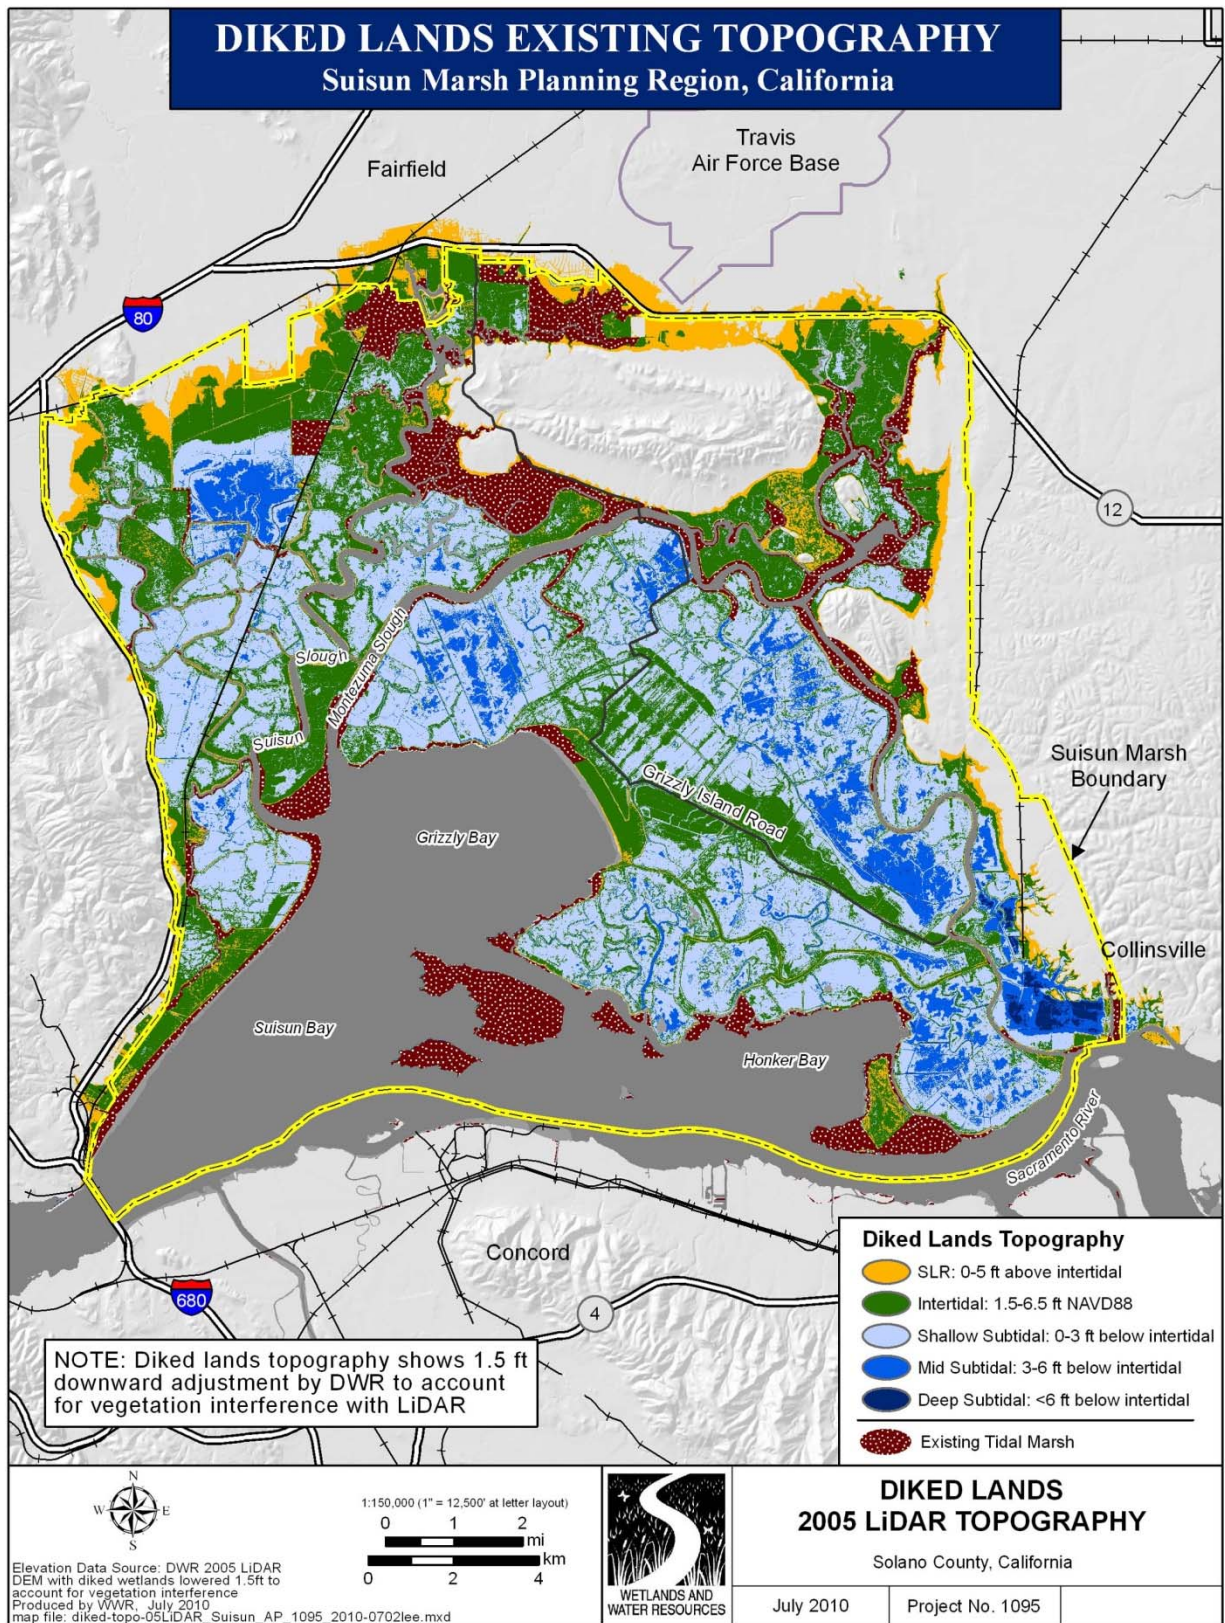 DIKED LANDS EXISTING TOPOGRAPHY
Suisun Marsh Planning Region, California
Travis
Air Force Base
Fairfield
80
12
Slough
Montezuma Slough
Suisun
Suisun Marsh
Boundary
Grizzly Island Road
Grizzly Bay
Collinsville
Suisun Bay
Honker Bay
Sacramento River
Concord
680
4
Diked Lands Topography
SLR: 0-5 ft above intertidal
Intertidal: 1.5-6.5 ft NAVD88
Shallow Subtidal: 0-3 ft below intertidal
Mid Subtidal: 3-6 ft below intertidal
Deep Subtidal: <6 ft below intertidal
Existing Tidal Marsh
NOTE: Diked lands topography shows 1.5 ft
downward adjustment by DWR to account
for vegetation interference with LiDAR
N
W E
S
1:150,000 (1" = 12,500' at letter layout)
0 1 2
mi
km
0 2 4
Elevation Data Source: DWR 2005 LiDAR
DEM with diked wetlands lowered 1.5ft to
account for vegetation interference
Produced by WWR, July 2010
map file: diked-topo-05LiDAR_Suisun_AP_1095_2010-0702lee.mxd
WETLANDS AND
WATER RESOURCES
DIKED LANDS
2005 LiDAR TOPOGRAPHY
Solano County, California
July 2010
Project No. 1095